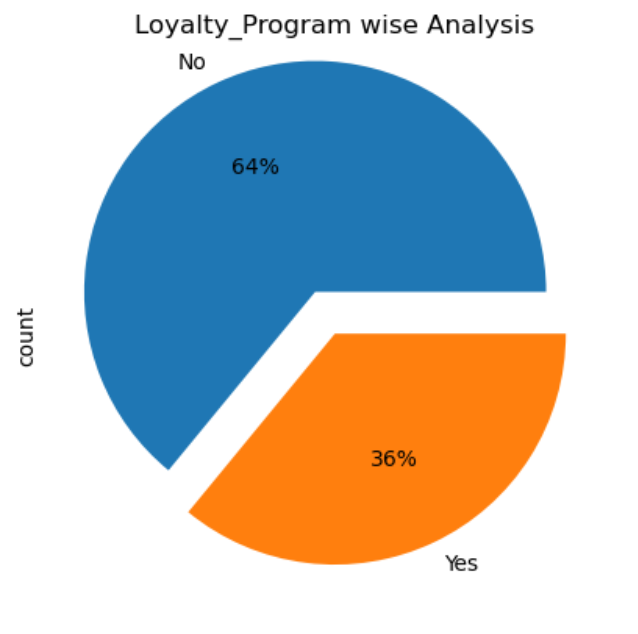 Loyalty_Program wise Analysis
No
64%
count
36%
Yes